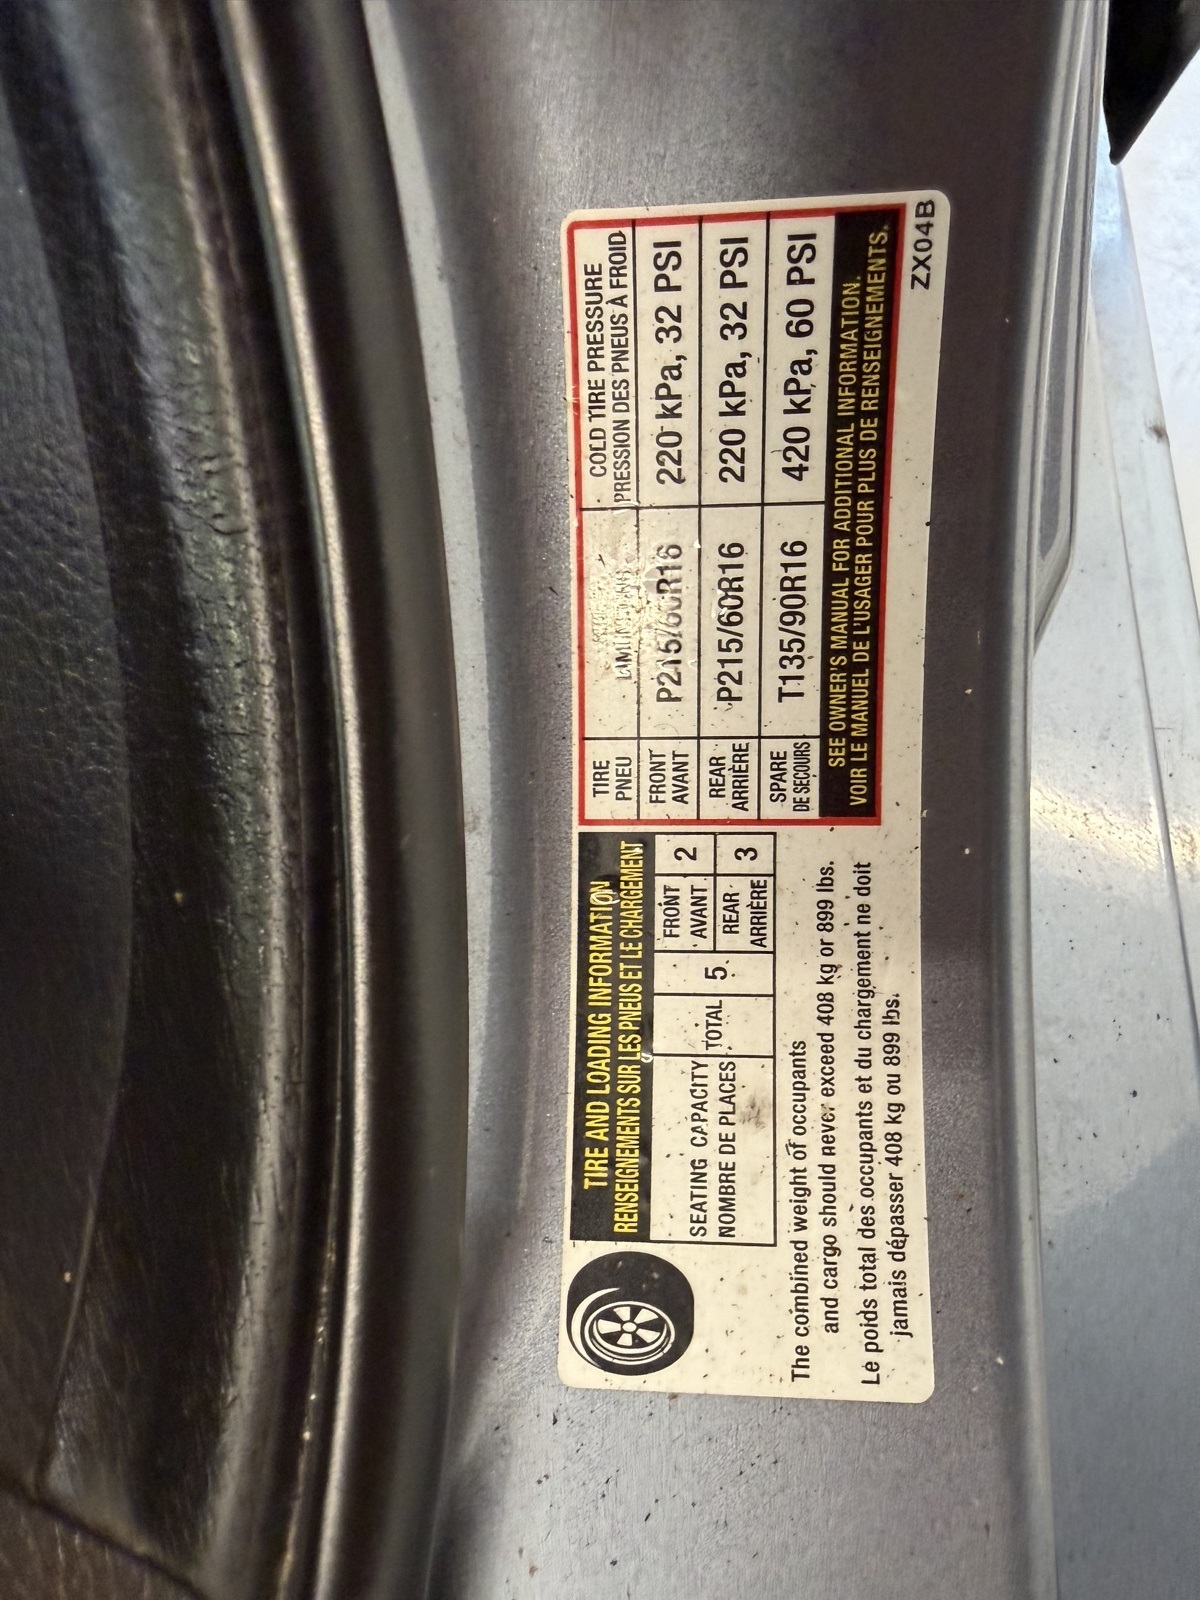 TIRE AND LOADING INFORMATION
RENSEIGNEMENTS SUR LES PNEUS ET LE CHARGEMENT
SEATING CAPACITY
NOMBRE DE PLACES
TOTAL
5
FRONT
AVANT
2
REAR
ARRIÈRE
3
The combined weight of occupants
and cargo should never exceed 408 kg or 899 lbs.
Le poids total des occupants et du chargement ne doit
jamais dépasser 408 kg ou 899 lbs.
TIRE
PNEU
COLD TIRE PRESSURE
PRESSION DES PNEUS À FROID
FRONT
AVANT
P215/60R16
220 kPa, 32 PSI
REAR
ARRIÈRE
P215/60R16
220 kPa, 32 PSI
SPARE
DE SECOURS
T135/90R16
420 kPa, 60 PSI
SEE OWNER'S MANUAL FOR ADDITIONAL INFORMATION.
VOIR LE MANUEL DE L'USAGER POUR PLUS DE RENSEIGNEMENTS.
ZX04B